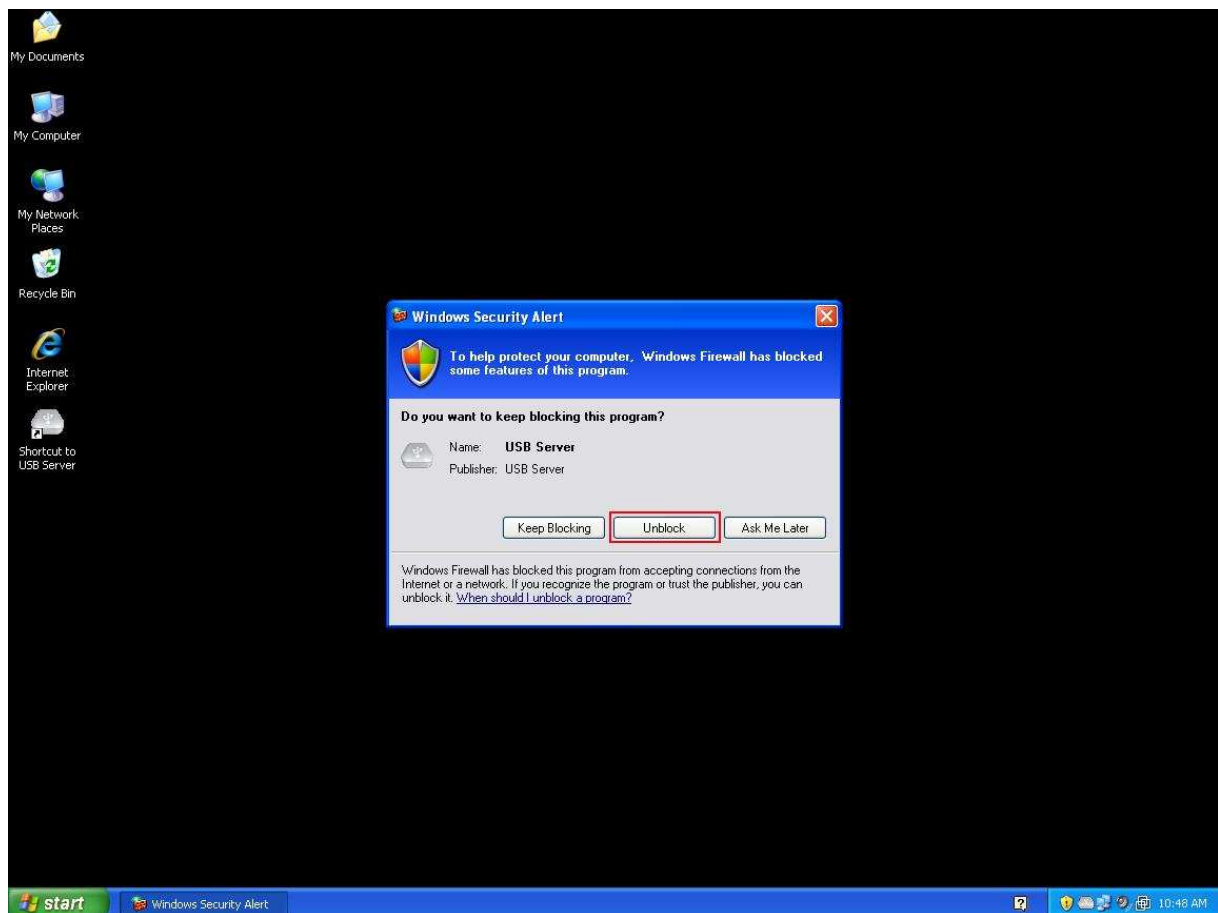 My Documents
My Computer
My Network
Places
Recycle Bin
Internet
Explorer
Shortcut to
USB Server
Windows Security Alert
To help protect your computer, Windows Firewall has blocked
some features of this program.
Do you want to keep blocking this program?
Name: USB Server
Publisher: USB Server
Keep Blocking Unblock Ask Me Later
Windows Firewall has blocked this program from accepting connections from the
Internet or a network. If you recognize the program or trust the publisher, you can
unblock it. When should I unblock a program?
start Windows Security Alert 10:48 AM